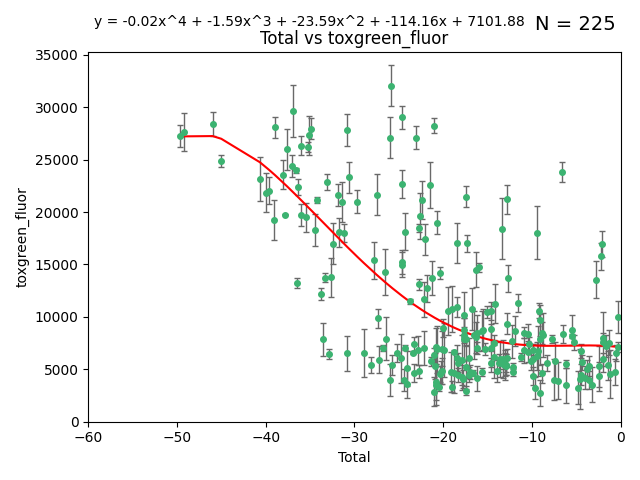 y = -0.02x^4 + -1.59x^3 + -23.59x^2 + -114.16x + 7101.88 N = 225
Total vs toxgreen_fluor
35000
30000
25000
20000
15000
10000
5000
0
toxgreen_fluor
−60 −50 −40 −30 −20 −10 0
Total